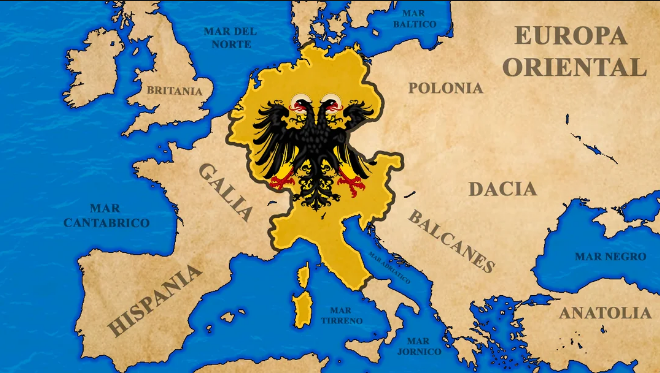 MAR DEL
NORTE
MAR
BALTICO
EUROPA
ORIENTAL
BRITANIA
POLONIA
GALIA
DACIA
MAR
CANTABRICO
BALCANES
MAR ADRIATICO
MAR NEGRO
HISPANIA
MAR
TIRRENO
ANATOLIA
MAR
JORNICO